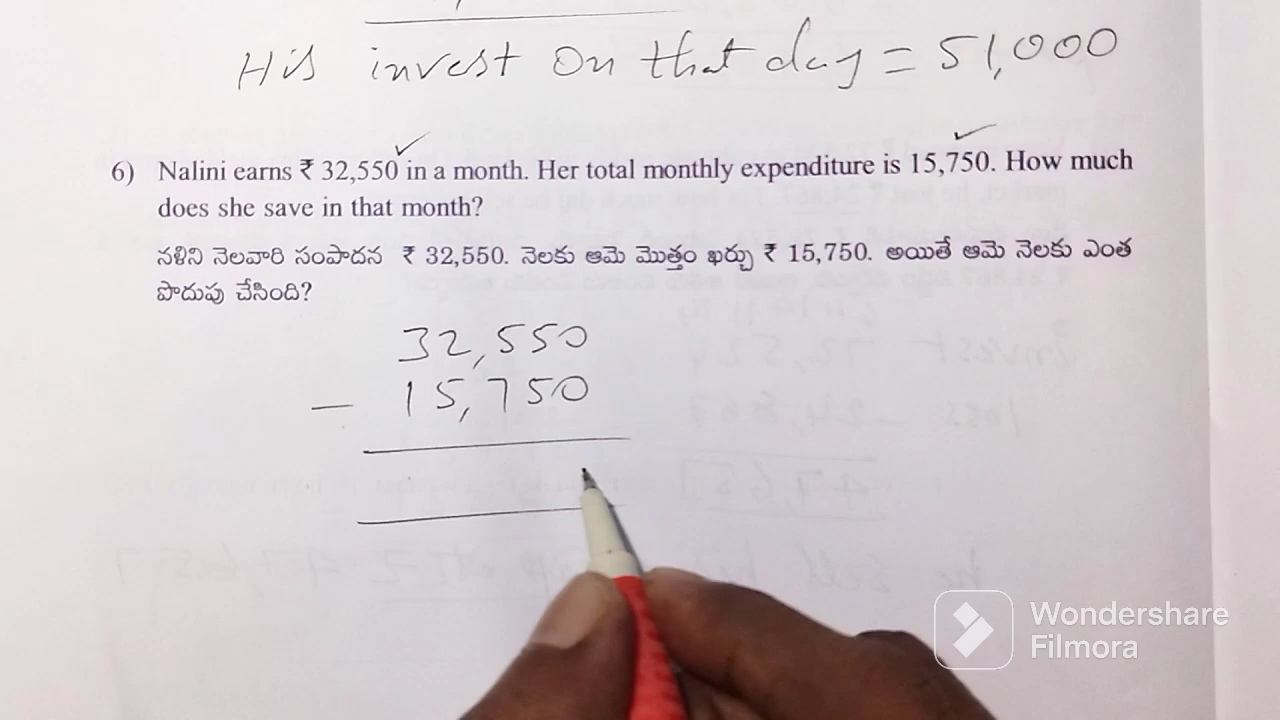 His invest on that day = 51,000
6) Nalini earns ₹ 32,550 in a month. Her total monthly expenditure is 15,750. How much
does she save in that month?
నళిని నెలవారి సంపాదన ₹ 32,550. నెలకు ఆమె మొత్తం ఖర్చు ₹ 15,750. అయితే ఆమె నెలకు ఎంత
పొదుపు చేసింది?
32,550
- 15,750
Wondershare
Filmora